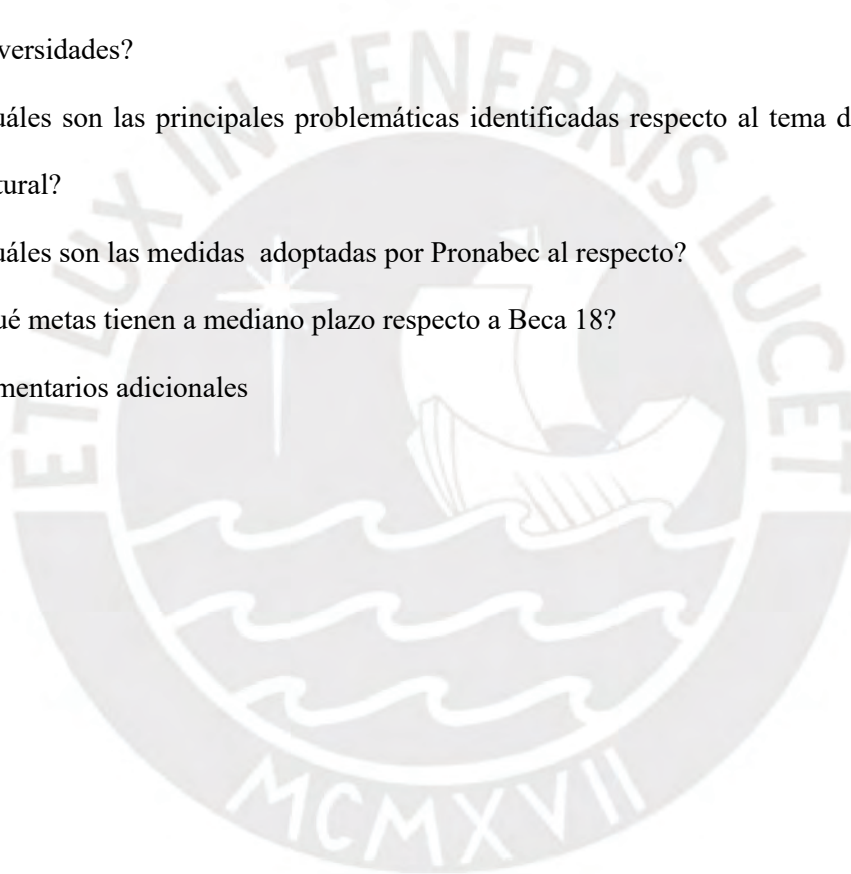 versidades?
uáles son las principales problemáticas identificadas respecto al tema d
tural?
uáles son las medidas adoptadas por Pronabec al respecto?
ué metas tienen a mediano plazo respecto a Beca 18?
mentarios adicionales
ET LUX IN TENEBRIS LUCET
MCMXVII